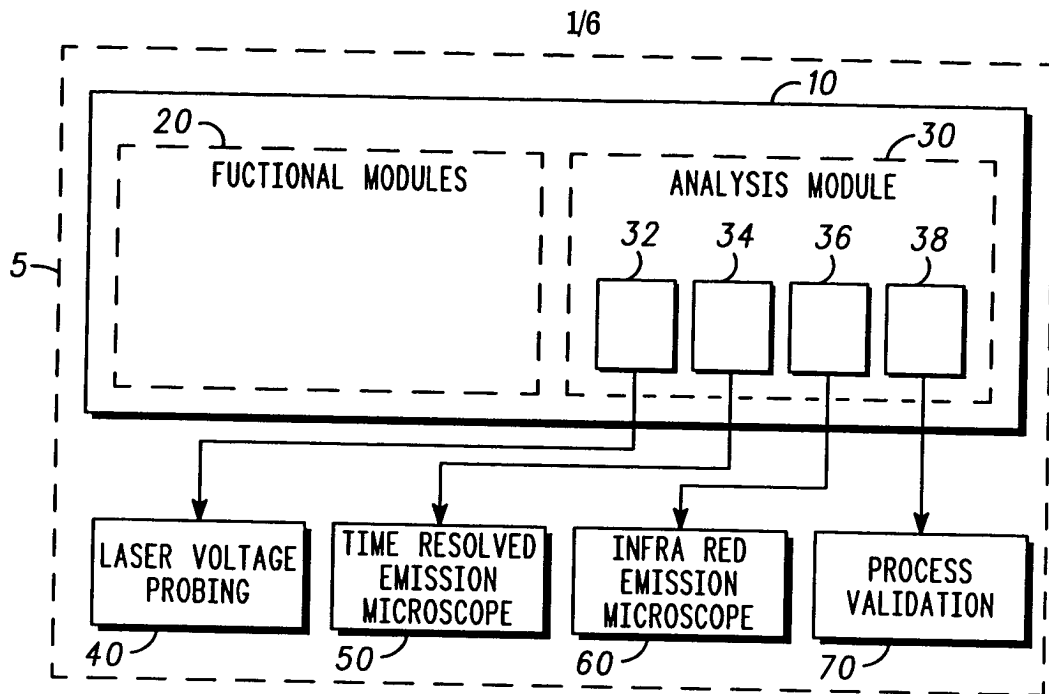 1/6
10
20
30
FUCTIONAL MODULES
ANALYSIS MODULE
32
34
36
38
5
LASER VOLTAGE
PROBING
TIME RESOLVED
EMISSION
MICROSCOPE
INFRA RED
EMISSION
MICROSCOPE
PROCESS
VALIDATION
40
50
60
70